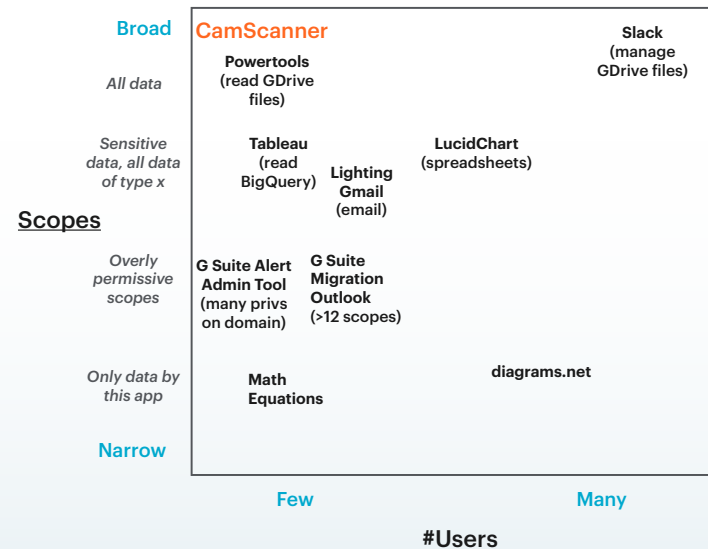 Broad
CamScanner
Slack
(manage
GDrive files)
Powertools
(read GDrive
files)
All data
Sensitive
data, all data
of type x
Tableau
(read
BigQuery)
LucidChart
(spreadsheets)
Lighting
Gmail
(email)
Scopes
Overly
permissive
scopes
G Suite Alert
Admin Tool
(many privs
on domain)
G Suite
Migration
Outlook
(>12 scopes)
Only data by
this app
Math
Equations
diagrams.net
Narrow
Few
Many
#Users